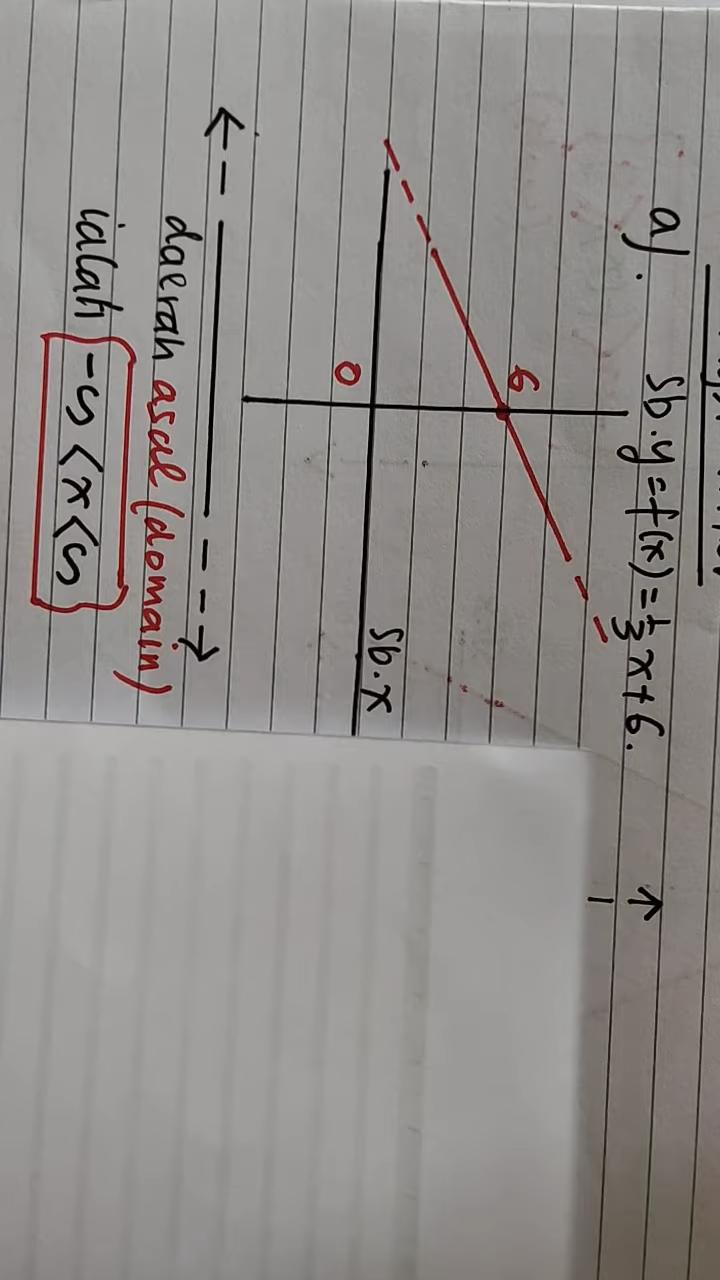 a). Sb.y = f(x) = 1/3 x + 6.
6
0
Sb.x
daerah asal (domain)
ialah {-∞ < x < ∞}